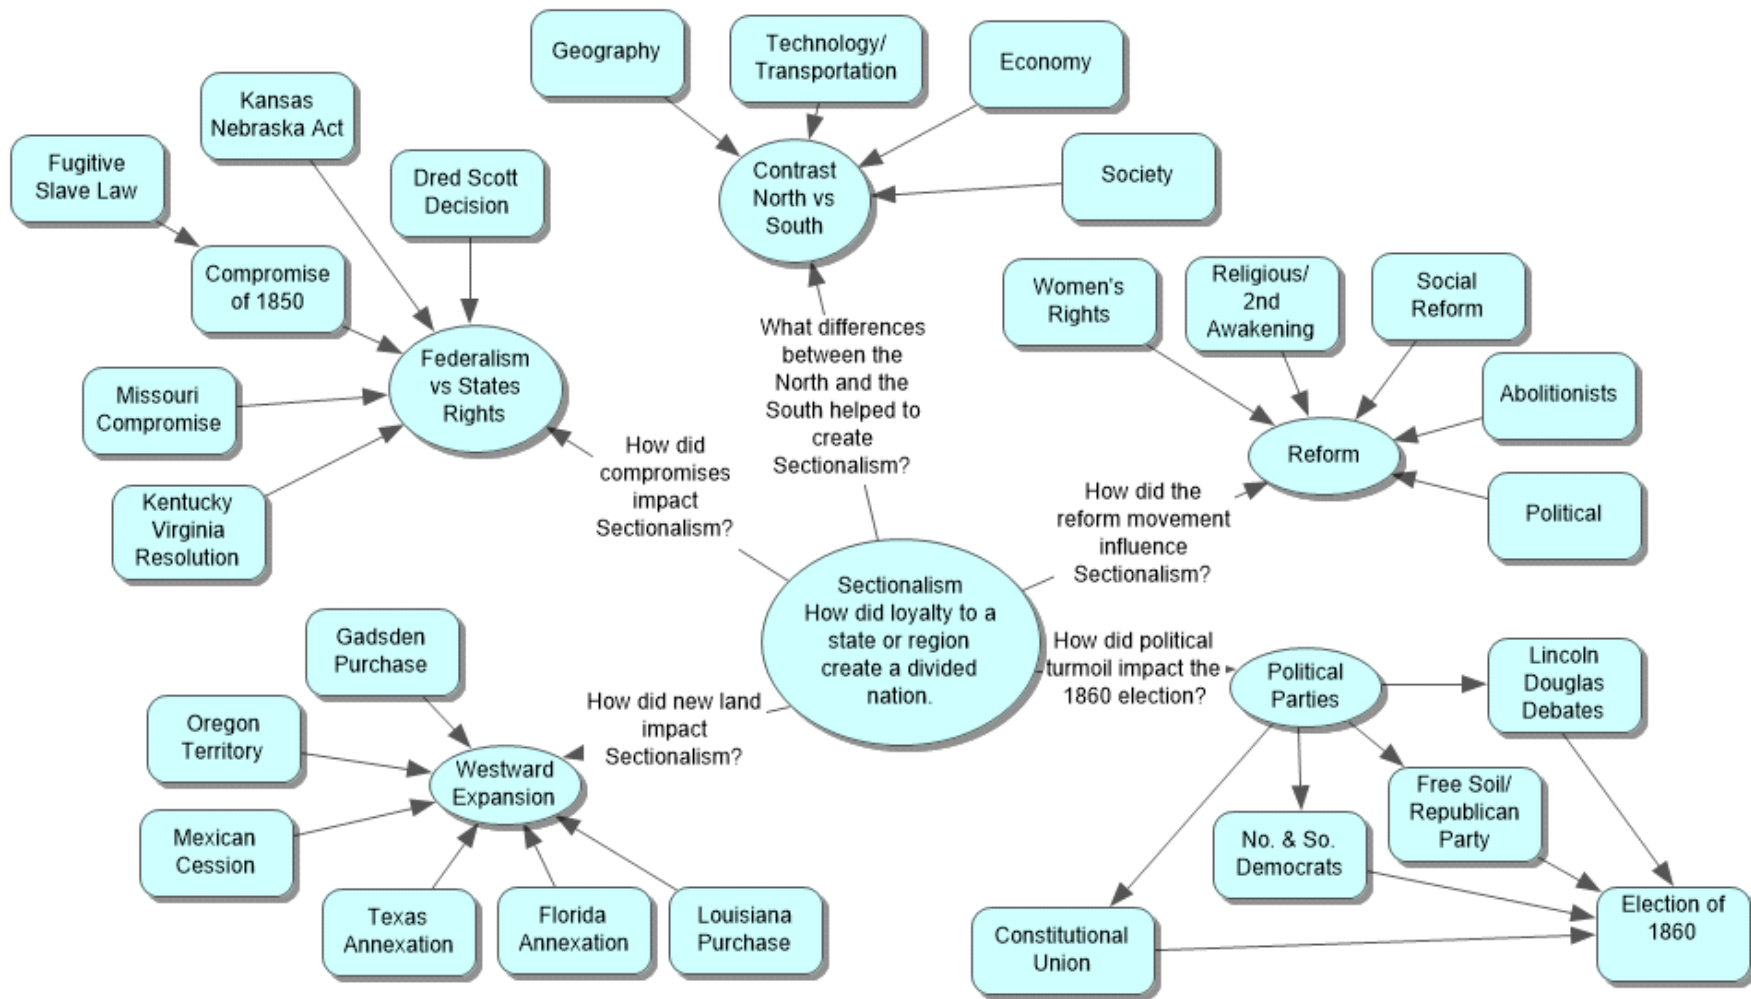 Geography
Technology/
Transportation
Economy
Society
Contrast
North vs
South
Kansas
Nebraska Act
Fugitive
Slave Law
Dred Scott
Decision
Compromise
of 1850
Missouri
Compromise
Kentucky
Virginia
Resolution
Federalism
vs States
Rights
How did
compromises
impact
Sectionalism?
What differences
between the
North and the
South helped to
create
Sectionalism?
Women's
Rights
Religious/
2nd
Awakening
Social
Reform
Abolitionists
Political
Reform
How did the
reform movement
influence
Sectionalism?
Sectionalism
How did loyalty to a
state or region
create a divided
nation.
How did new land
impact
Sectionalism?
Gadsden
Purchase
Oregon
Territory
Mexican
Cession
Texas
Annexation
Florida
Annexation
Louisiana
Purchase
Westward
Expansion
How did political
turmoil impact the
1860 election?
Political
Parties
Lincoln
Douglas
Debates
Free Soil/
Republican
Party
No. & So.
Democrats
Constitutional
Union
Election of
1860